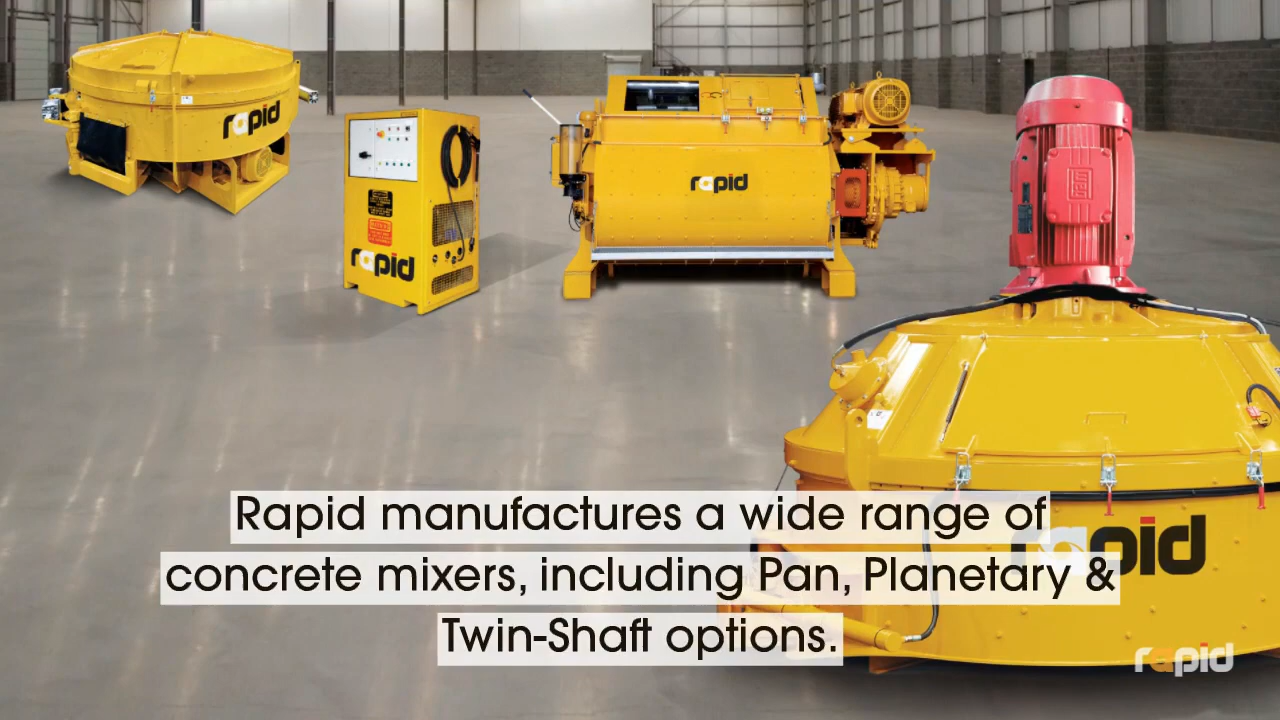 rapid
rapid
rapid
Rapid manufactures a wide range of
rapid
concrete mixers, including Pan, Planetary &
Twin-Shaft options.
rapid